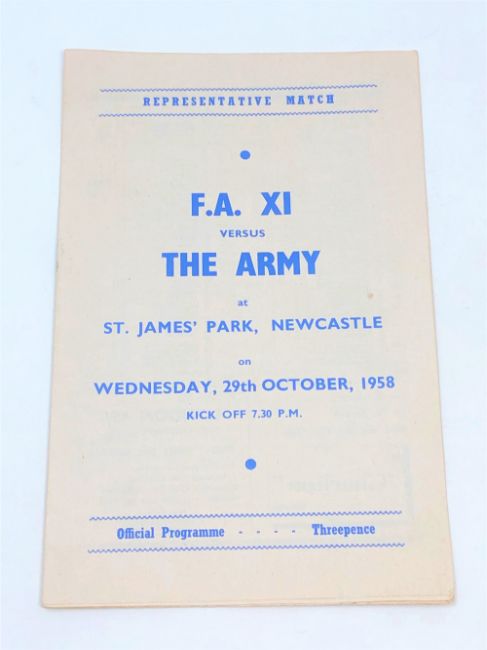 REPRESENTATIVE MATCH
F.A. XI
VERSUS
THE ARMY
at
ST. JAMES' PARK, NEWCASTLE
on
WEDNESDAY, 29th OCTOBER, 1958
KICK OFF 7.30 P.M.
Official Programme - - - - Threepence